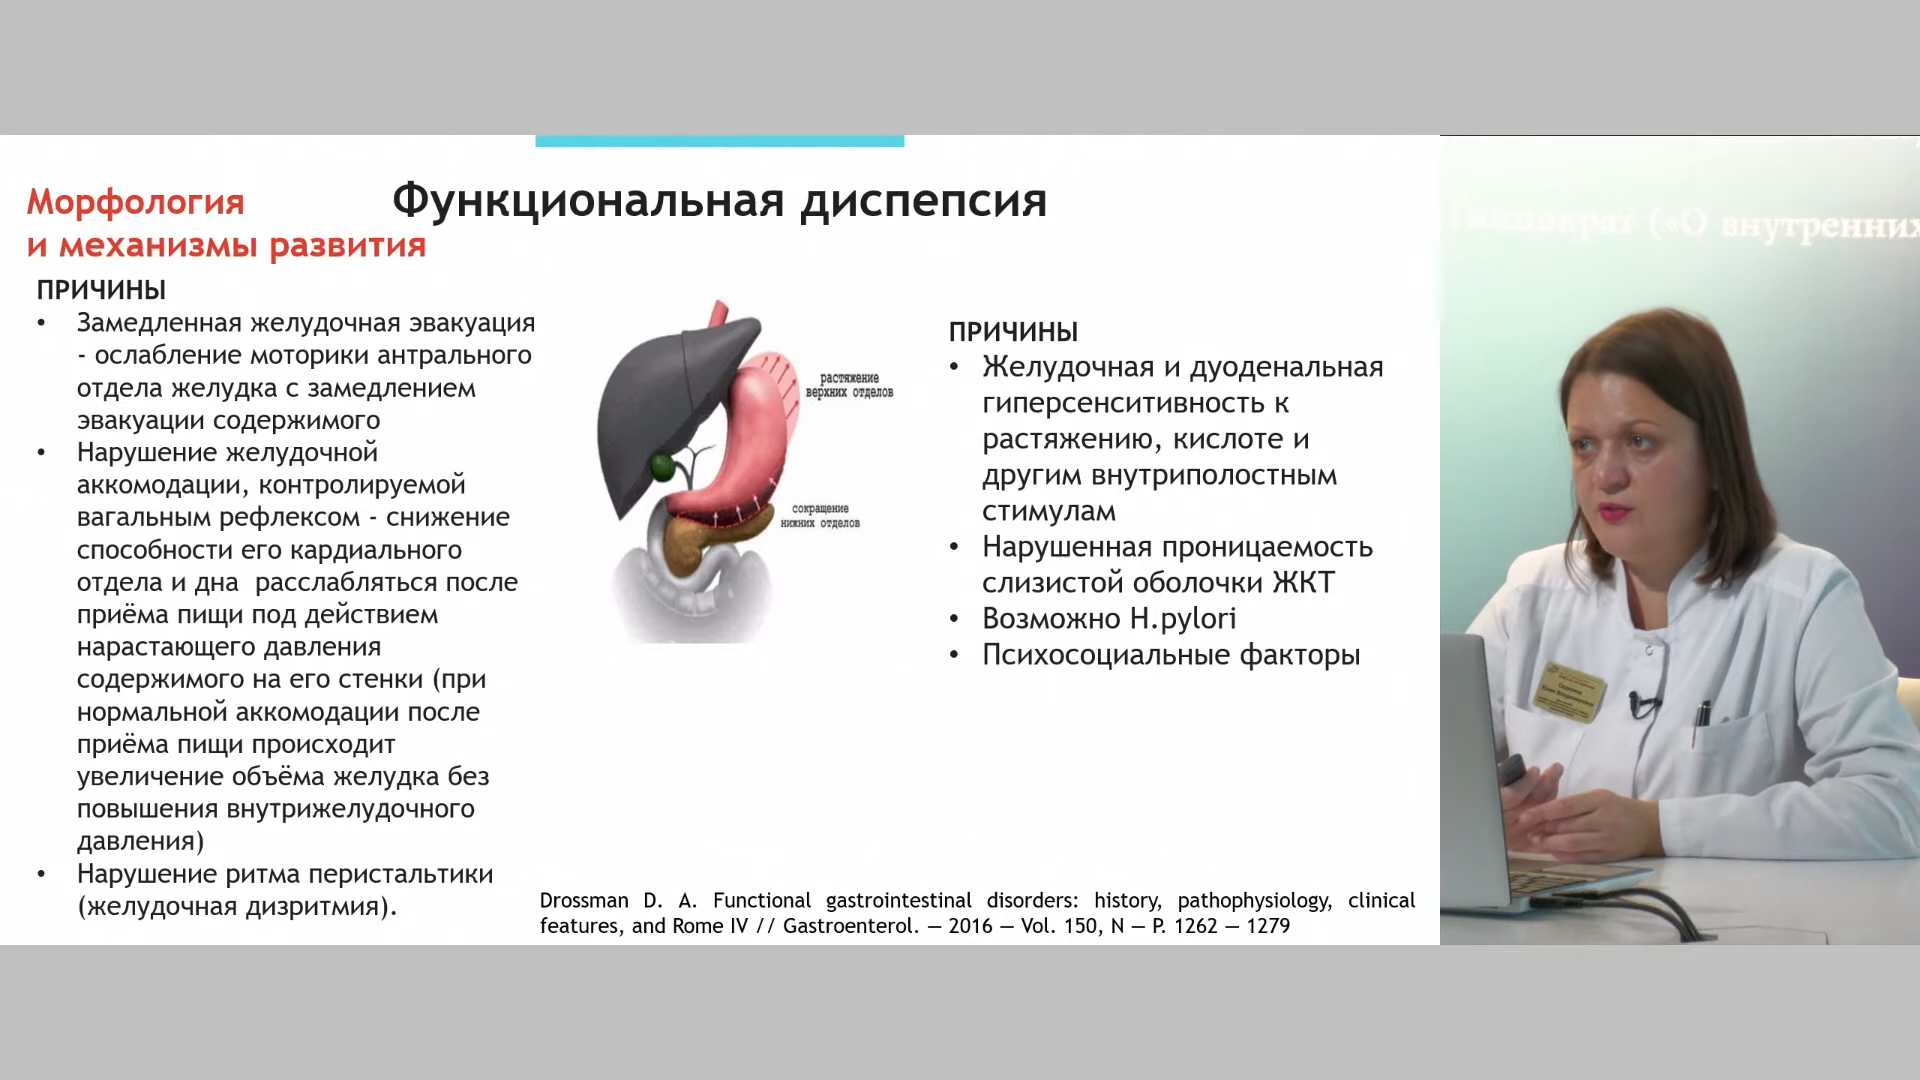 Функциональная диспепсия
Морфология
и механизмы развития
ПРИЧИНЫ
• Замедленная желудочная эвакуация
- ослабление моторики антрального
отдела желудка с замедлением
эвакуации содержимого
• Нарушение желудочной
аккомодации, контролируемой
вагальным рефлексом - снижение
способности его кардиального
отдела и дна расслабляться после
приёма пищи под действием
нарастающего давления
содержимого на его стенки (при
нормальной аккомодации после
приёма пищи происходит
увеличение объёма желудка без
повышения внутрижелудочного
давления)
• Нарушение ритма перистальтики
(желудочная дизритмия).
растяжение
верхних отделов
сокращение
нижних отделов
ПРИЧИНЫ
• Желудочная и дуоденальная
гиперсенситивность к
растяжению, кислоте и
другим внутриполостным
стимулам
• Нарушенная проницаемость
слизистой оболочки ЖКТ
• Возможно H.pylori
• Психосоциальные факторы
Drossman D. A. Functional gastrointestinal disorders: history, pathophysiology, clinical
features, and Rome IV // Gastroenterol. — 2016 — Vol. 150, N — P. 1262 — 1279
Гиппократ («О внутренних